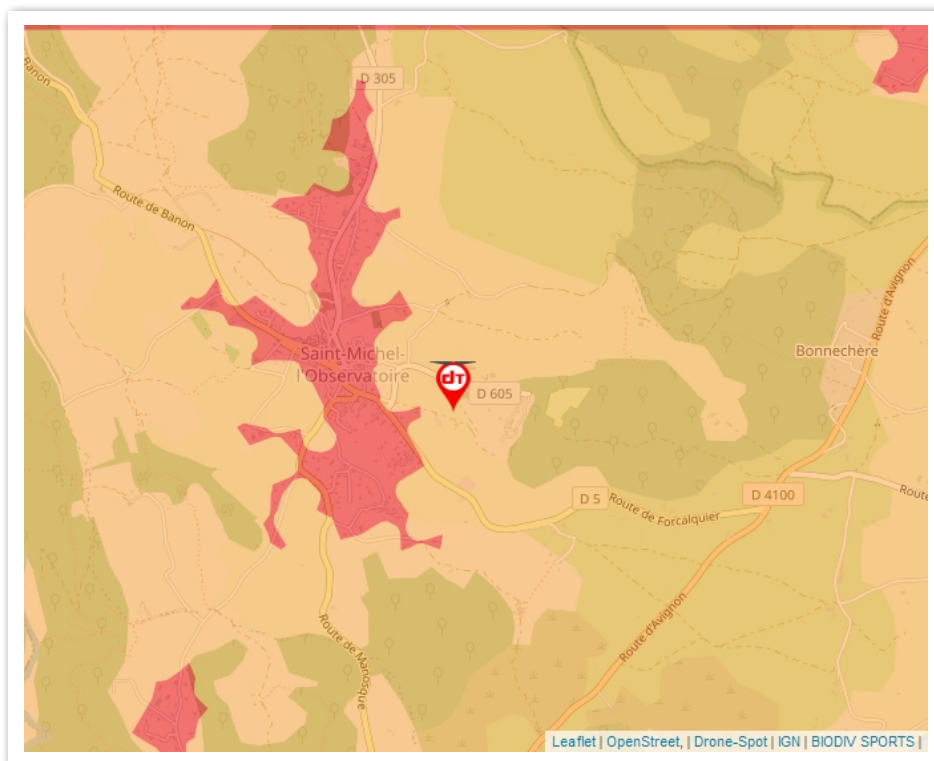 Banon
D 305
Route de Banon
Route d'Avignon
Bonnechère
Saint-Michel-
l'Observatoire
dT
D 605
D 5
Route de Forcalquier
D 4100
Route
Route d'Avignon
Route de Manosque
Leaflet | OpenStreet, | Drone-Spot | IGN | BIODIV SPORTS |